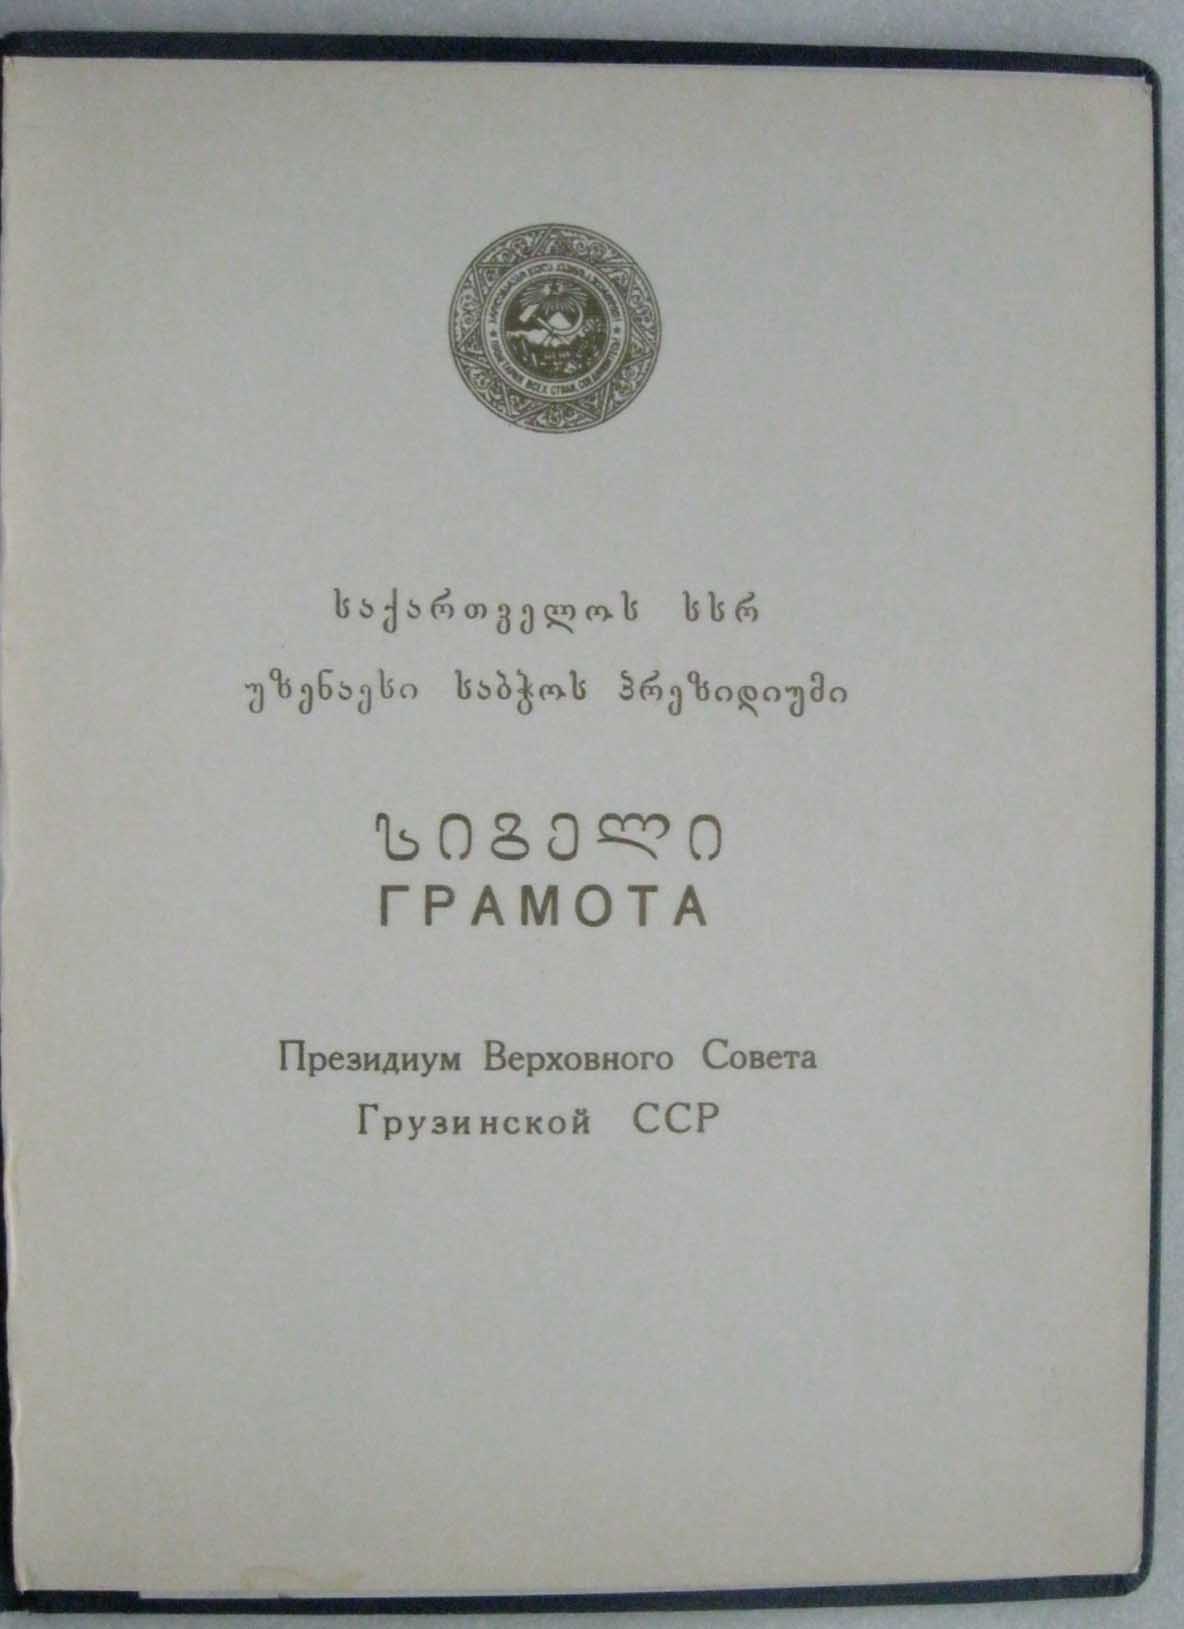 საქართველოს სსრ
უზენაესი საბჭოს პრეზიდიუმი
სიგელი
ГРАМОТА
Президиум Верховного Совета
Грузинской ССР